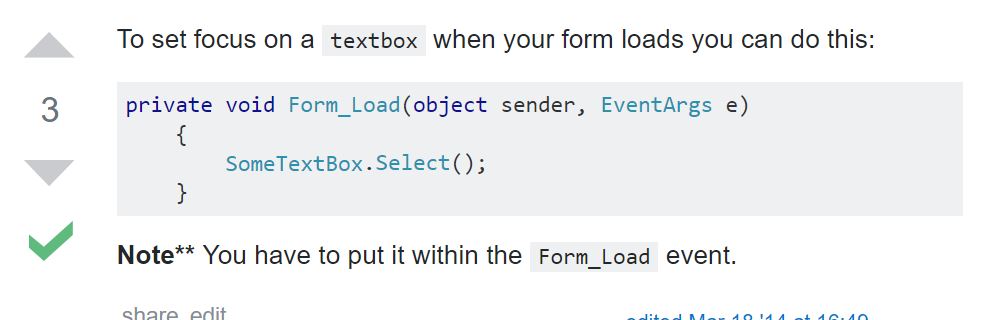 To set focus on a textbox when your form loads you can do this:
3
private void Form_Load(object sender, EventArgs e)
{
SomeTextBox.Select();
}
Note** You have to put it within the Form_Load event.
share edit
edited Mar 18 '14 at 16:49